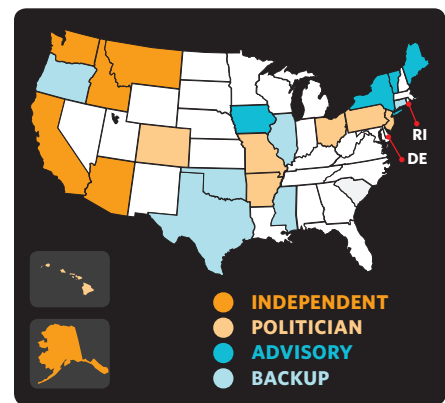 RI
DE
INDEPENDENT
POLITICIAN
ADVISORY
BACKUP